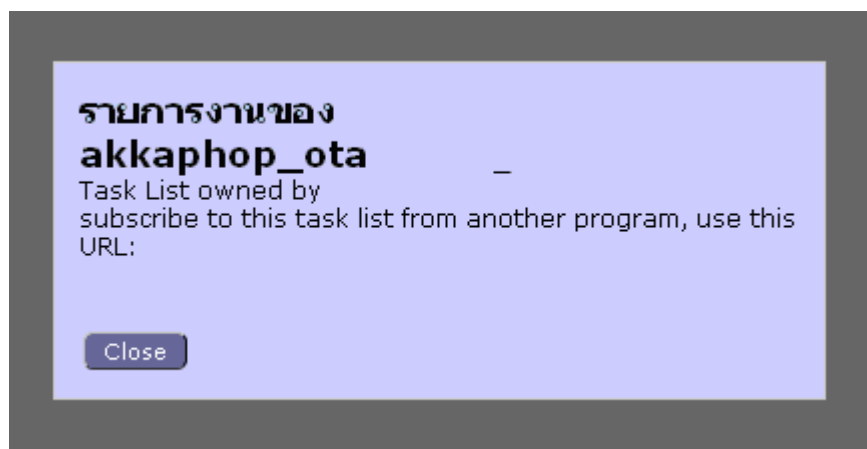 รายการงานของ
akkaphop_ota _
Task List owned by
subscribe to this task list from another program, use this
URL:
Close